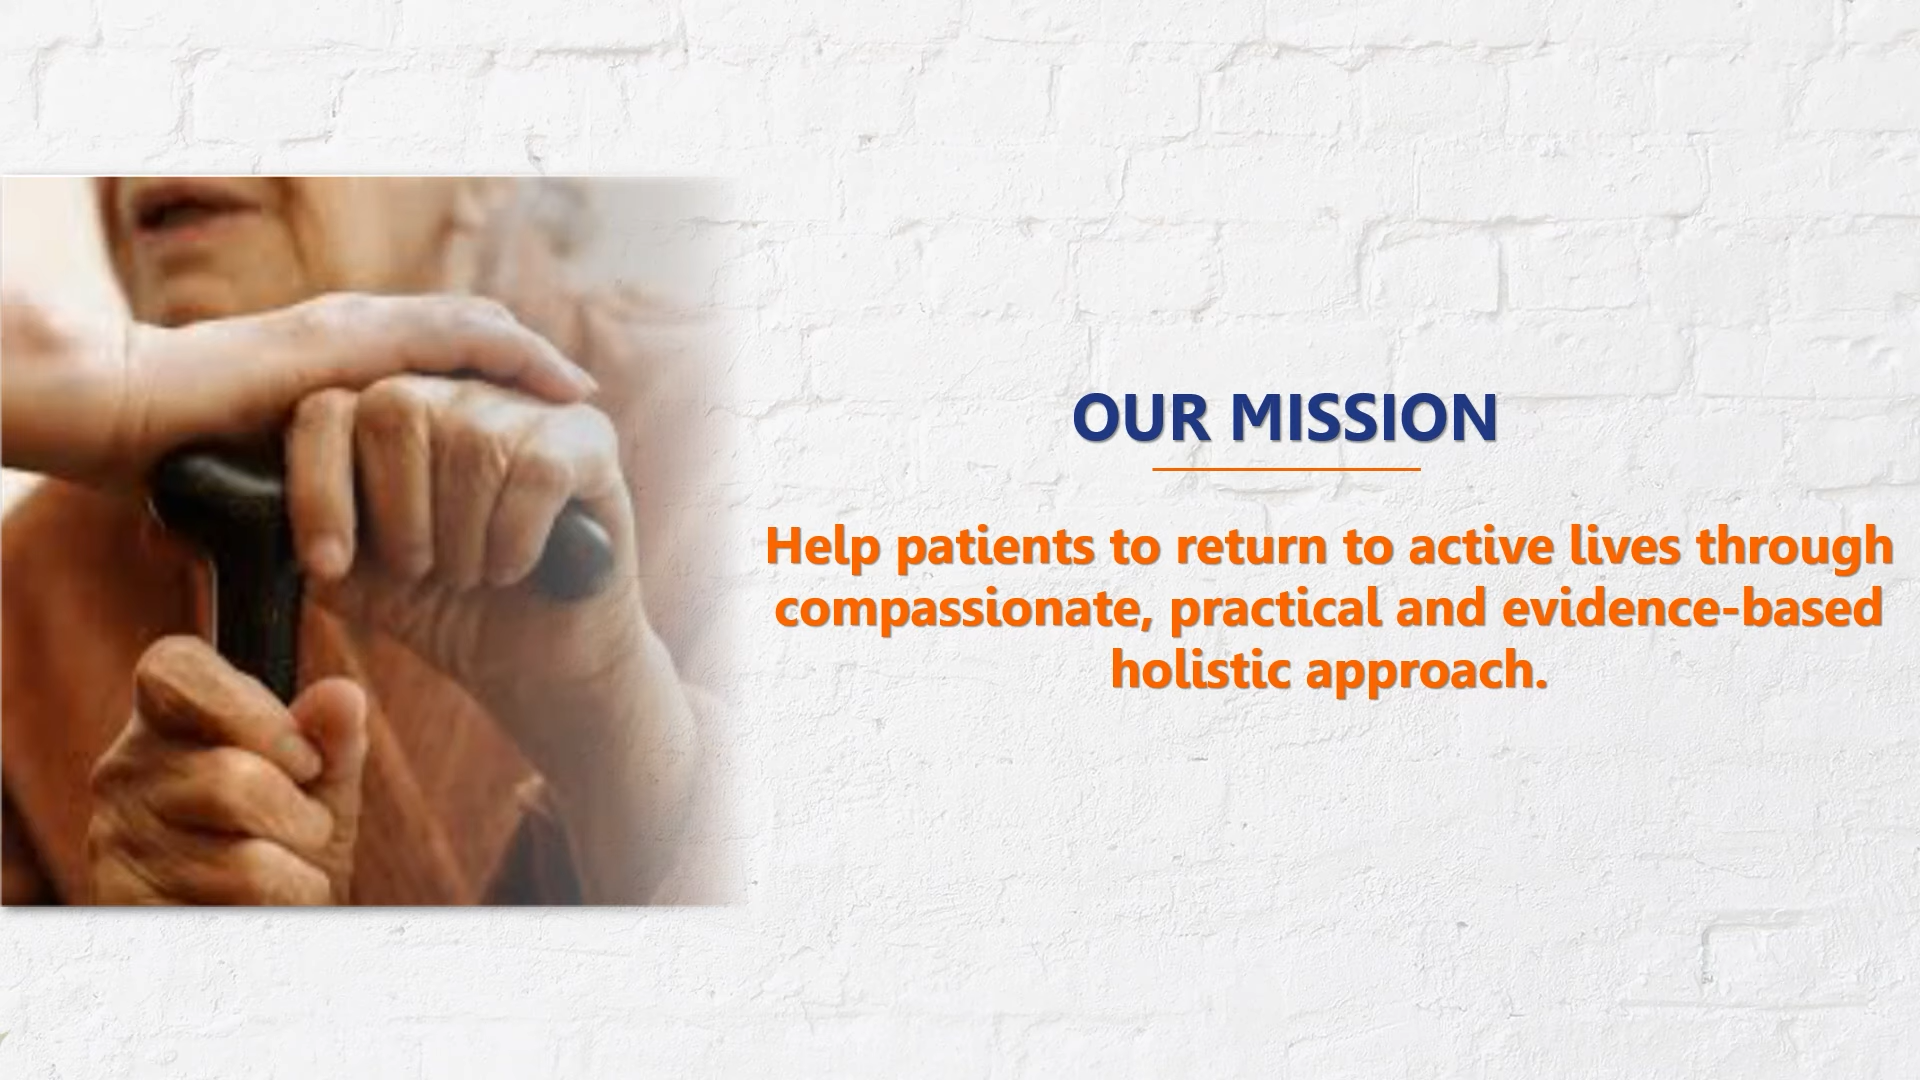 OUR MISSION
Help patients to return to active lives through
compassionate, practical and evidence-based
holistic approach.